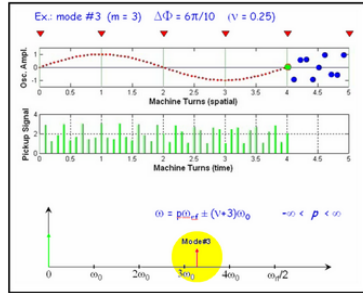 Ex.: mode #3 (m = 3)   ΔΦ = 6π/10   (ν = 0.25)
Osc. Ampl.
1
0
-1
0 0.5 1 1.5 2 2.5 3 3.5 4 4.5 5
Machine Turns (spatial)
Pickup Signal
4
2
0
0 0.5 1 1.5 2 2.5 3 3.5 4 4.5 5
Machine Turns (time)
ω = pω_rf ± (ν+3)ω₀   -∞ < p < ∞
Mode#3
0 ω₀ 2ω₀ 3ω₀ 4ω₀ ω_rf/2